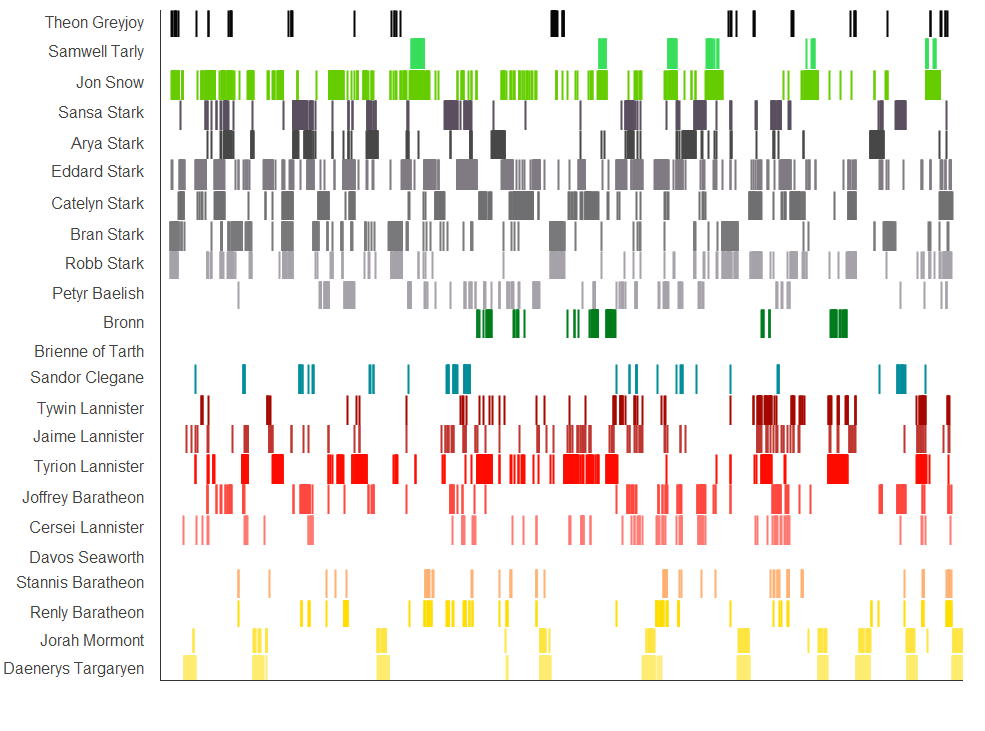 Theon Greyjoy
Samwell Tarly
Jon Snow
Sansa Stark
Arya Stark
Eddard Stark
Catelyn Stark
Bran Stark
Robb Stark
Petyr Baelish
Bronn
Brienne of Tarth
Sandor Clegane
Tywin Lannister
Jaime Lannister
Tyrion Lannister
Joffrey Baratheon
Cersei Lannister
Davos Seaworth
Stannis Baratheon
Renly Baratheon
Jorah Mormont
Daenerys Targaryen